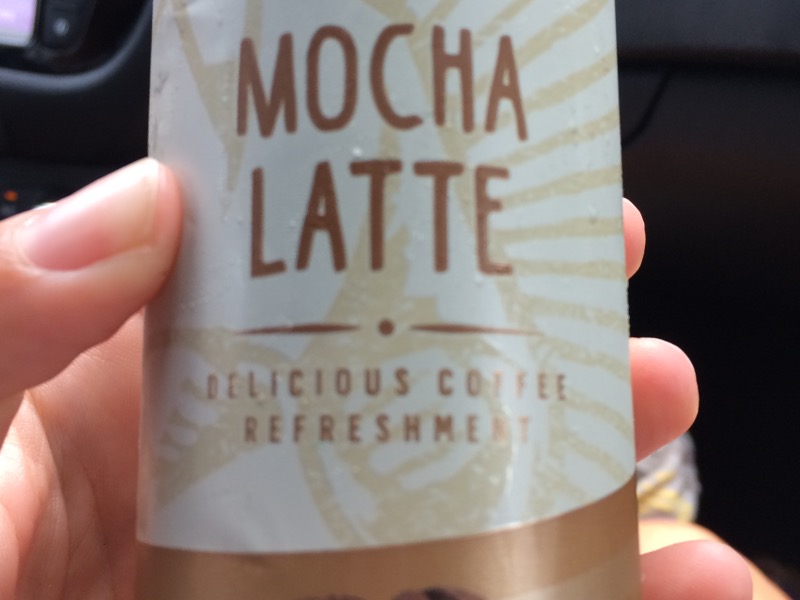 MOCHA
LATTE
DELICIOUS COFFEE
REFRESHMENT